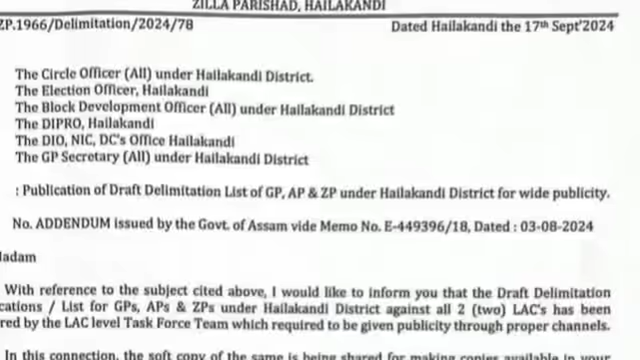 ZILLA PARISHAD, HAILAKANDI
ZP.1966/Delimitation/2024/78 Dated Hailakandi the 17th Sept'2024
The Circle Officer (All) under Hailakandi District.
The Election Officer, Hailakandi
The Block Development Officer (All) under Hailakandi District
The DIPRO, Hailakandi
The DIO, NIC, DC's Office Hailakandi
The GP Secretary (All) under Hailakandi District
: Publication of Draft Delimitation List of GP, AP & ZP under Hailakandi District for wide publicity.
No. ADDENDUM issued by the Govt. of Assam vide Memo No. E-449396/18, Dated : 03-08-2024
ladam
With reference to the subject cited above, I would like to inform you that the Draft Delimitation
cations / List for GPs, APs & ZPs under Hailakandi District against all 2 (two) LAC's has been
red by the LAC level Task Force Team which required to be given publicity through proper channels.
In this connection, the soft copy of the same is being shared for making copies available in your